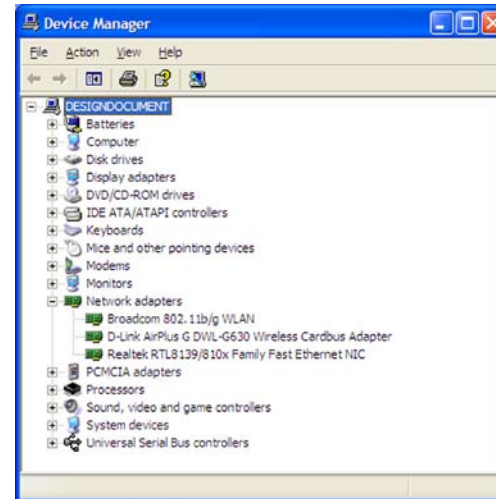 Device Manager
File Action View Help
DESIGNDOCUMENT
Batteries
Computer
Disk drives
Display adapters
DVD/CD-ROM drives
IDE ATA/ATAPI controllers
Keyboards
Mice and other pointing devices
Modems
Monitors
Network adapters
Broadcom 802.11b/g WLAN
D-Link AirPlus G DWL-G630 Wireless Cardbus Adapter
Realtek RTL8139/810x Family Fast Ethernet NIC
PCMCIA adapters
Processors
Sound, video and game controllers
System devices
Universal Serial Bus controllers